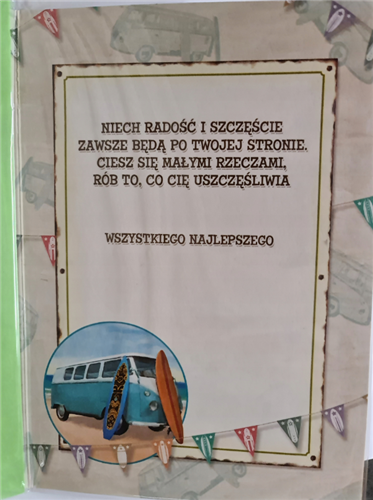 NIECH RADOŚĆ I SZCZĘŚCIE
ZAWSZE BĘDĄ PO TWOJEJ STRONIE.
CIESZ SIĘ MAŁYMI RZECZAMI,
RÓB TO, CO CIĘ USZCZĘŚLIWIA
WSZYSTKIEGO NAJLEPSZEGO